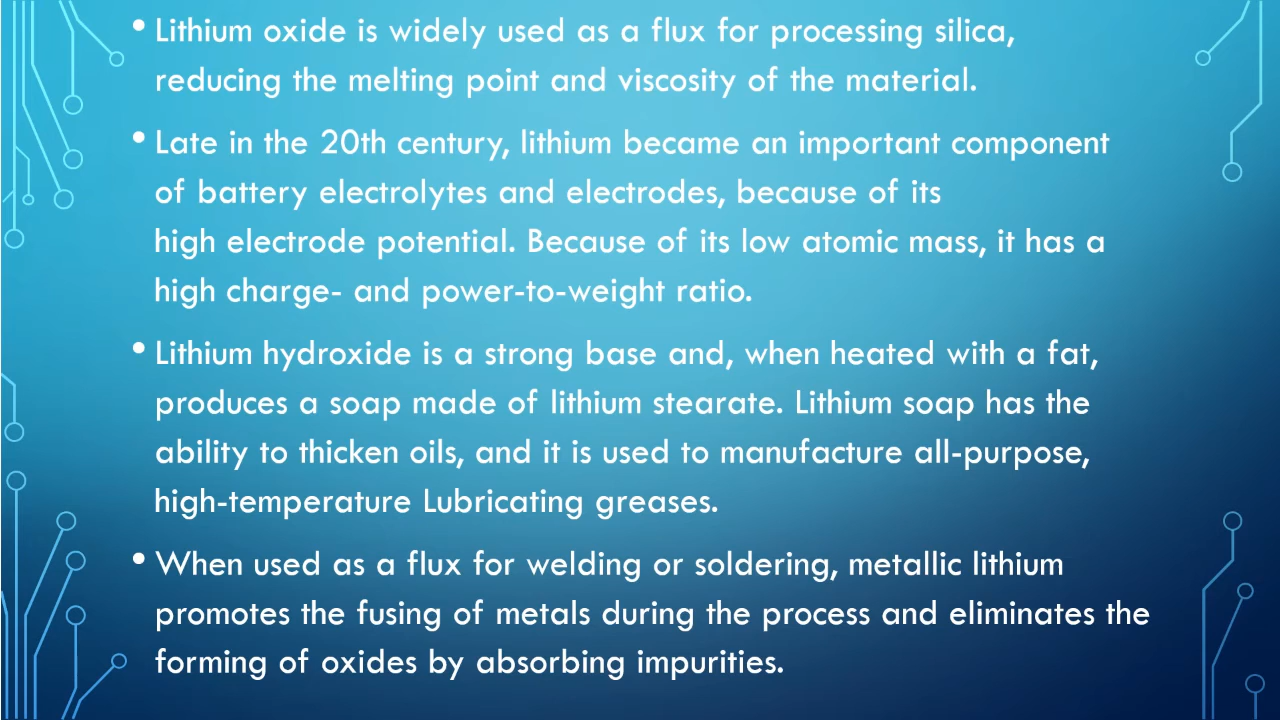 • Lithium oxide is widely used as a flux for processing silica,
reducing the melting point and viscosity of the material.
• Late in the 20th century, lithium became an important component
of battery electrolytes and electrodes, because of its
high electrode potential. Because of its low atomic mass, it has a
high charge- and power-to-weight ratio.
• Lithium hydroxide is a strong base and, when heated with a fat,
produces a soap made of lithium stearate. Lithium soap has the
ability to thicken oils, and it is used to manufacture all-purpose,
high-temperature Lubricating greases.
• When used as a flux for welding or soldering, metallic lithium
promotes the fusing of metals during the process and eliminates the
forming of oxides by absorbing impurities.